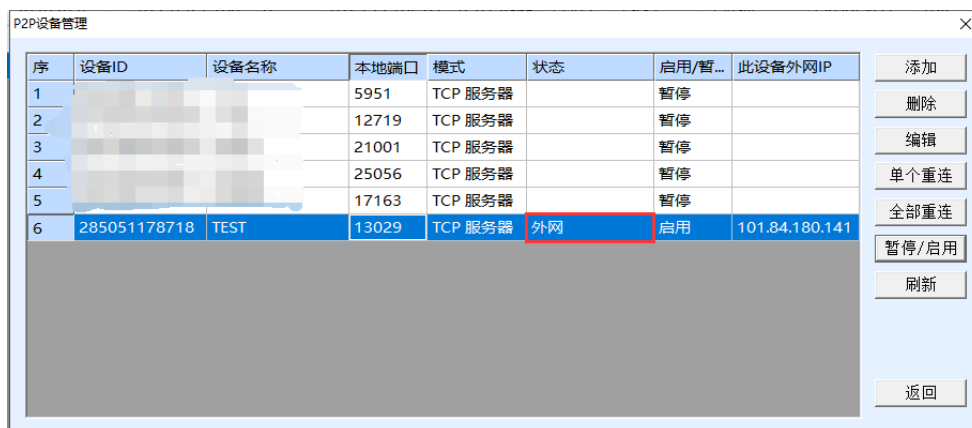 P2P设备管理
序 设备ID 设备名称 本地端口 模式 状态 启用/暂... 此设备外网IP 添加
1 5951 TCP 服务器 暂停
删除
2 12719 TCP 服务器 暂停
3 21001 TCP 服务器 暂停 编辑
4 25056 TCP 服务器 暂停 单个重连
5 17163 TCP 服务器 暂停
全部重连
6 285051178718 TEST 13029 TCP 服务器 外网 启用 101.84.180.141
暂停/启用
刷新
返回